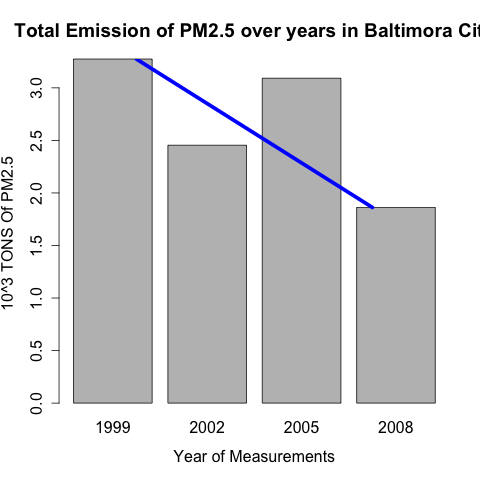 Total Emission of PM2.5 over years in Baltimora Cit
10^3 TONS Of PM2.5
3.0
2.5
2.0
1.5
1.0
0.5
0.0
1999 2002 2005 2008
Year of Measurements